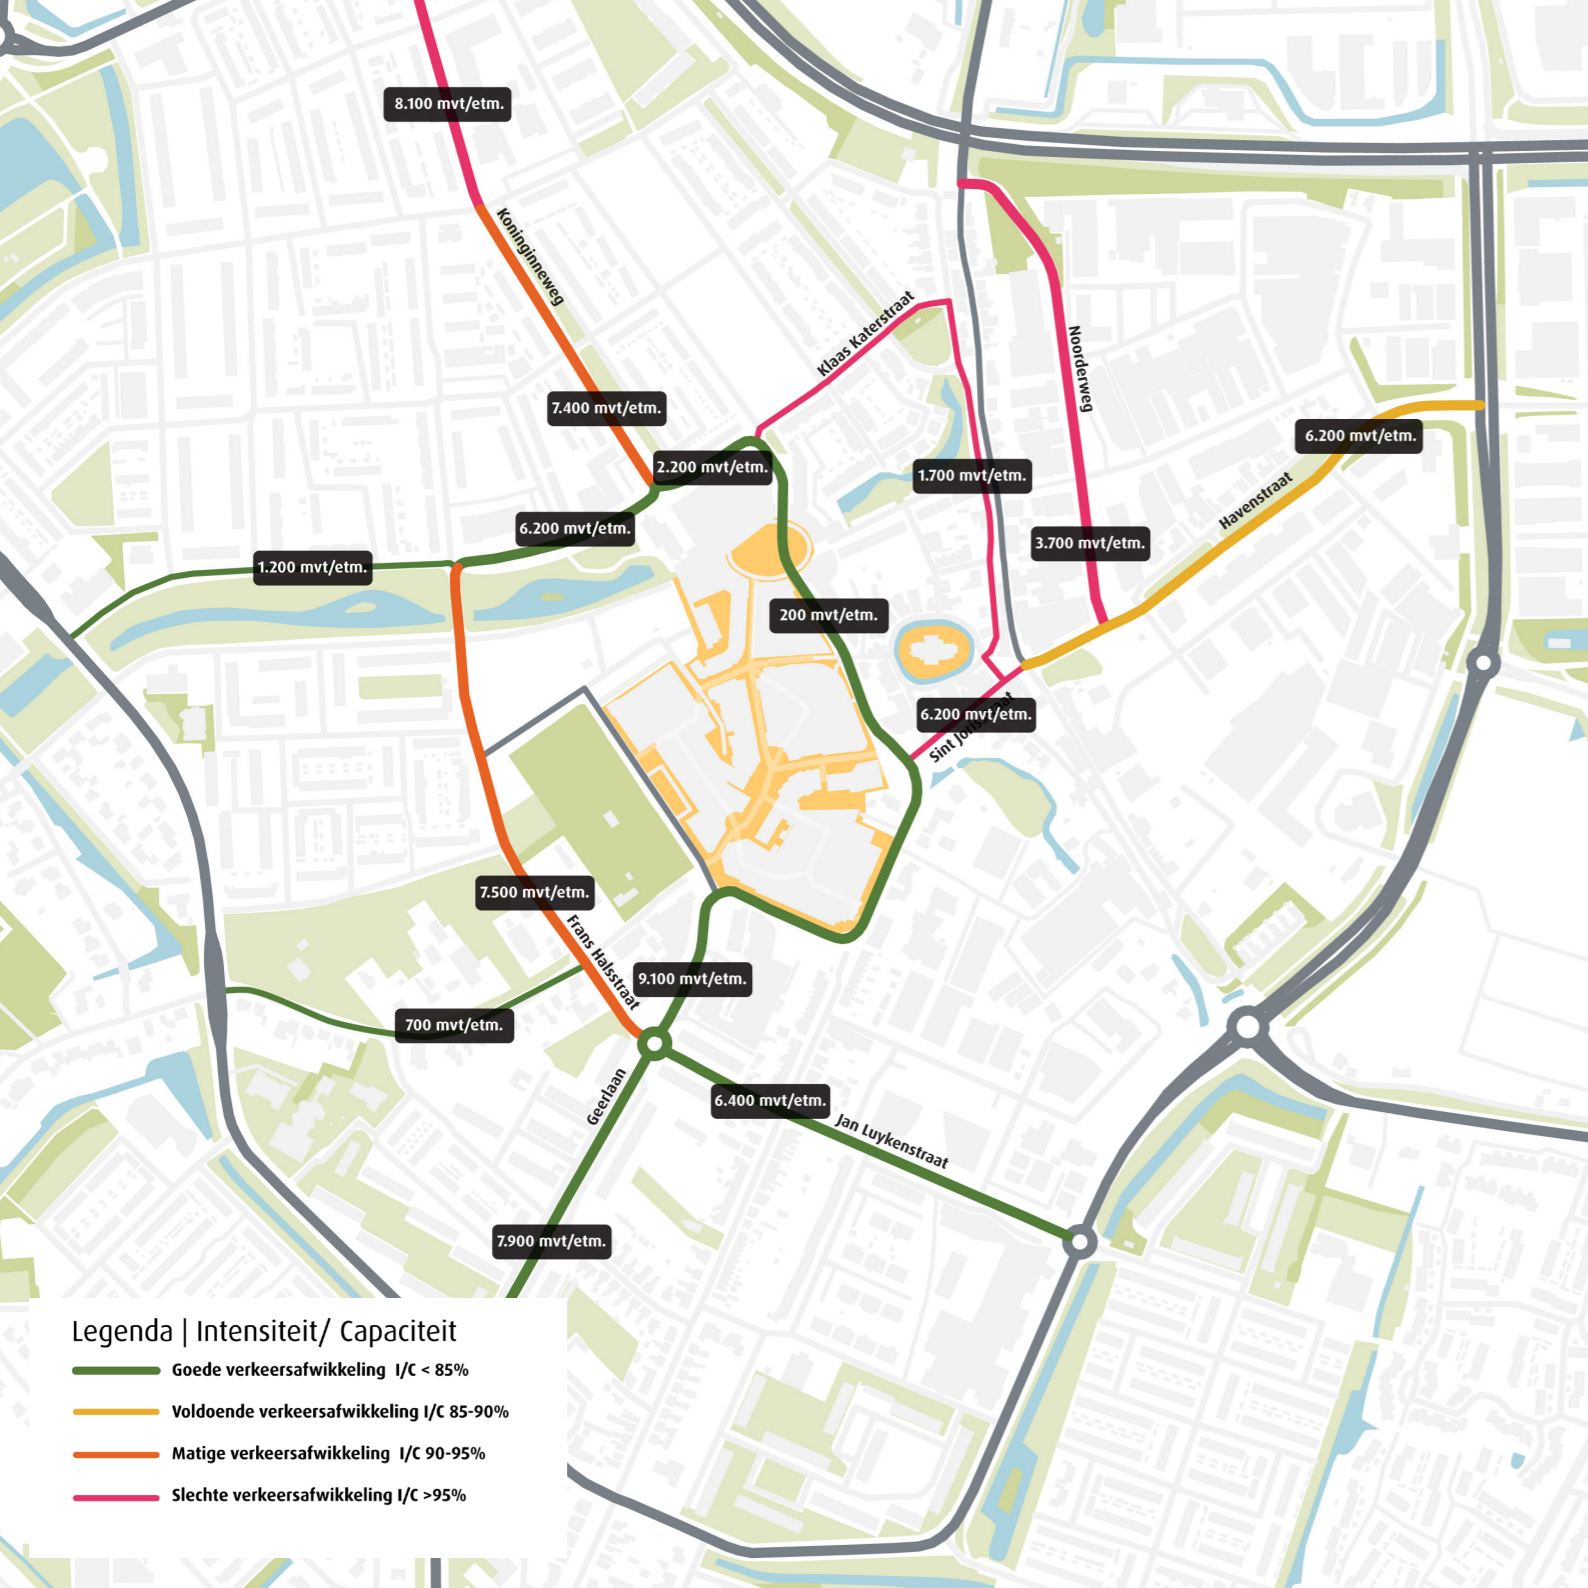 8.100 mvt/etm.
Koninginneweg
Klaas Katerstraat
Noorderweg
7.400 mvt/etm.
6.200 mvt/etm.
2.200 mvt/etm.
1.700 mvt/etm.
Havenstraat
6.200 mvt/etm.
3.700 mvt/etm.
1.200 mvt/etm.
200 mvt/etm.
6.200 mvt/etm.
Sint Jorisstraat
7.500 mvt/etm.
Frans Halsstraat
9.100 mvt/etm.
700 mvt/etm.
Geerlaan
6.400 mvt/etm.
Jan Luykenstraat
7.900 mvt/etm.
Legenda | Intensiteit/ Capaciteit
Goede verkeersafwikkeling I/C < 85%
Voldoende verkeersafwikkeling I/C 85-90%
Matige verkeersafwikkeling I/C 90-95%
Slechte verkeersafwikkeling I/C >95%